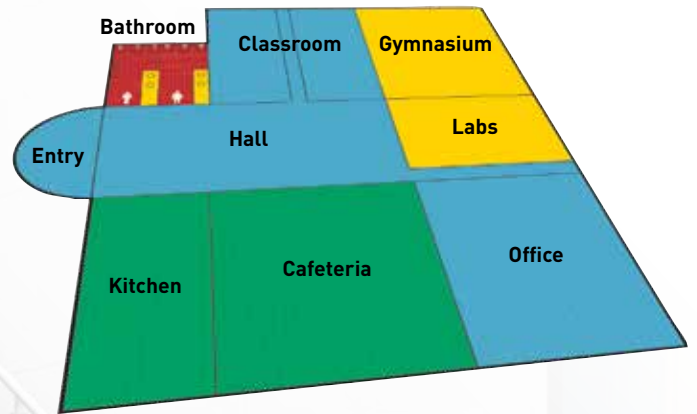 Bathroom
Classroom
Gymnasium
Labs
Hall
Entry
Office
Cafeteria
Kitchen